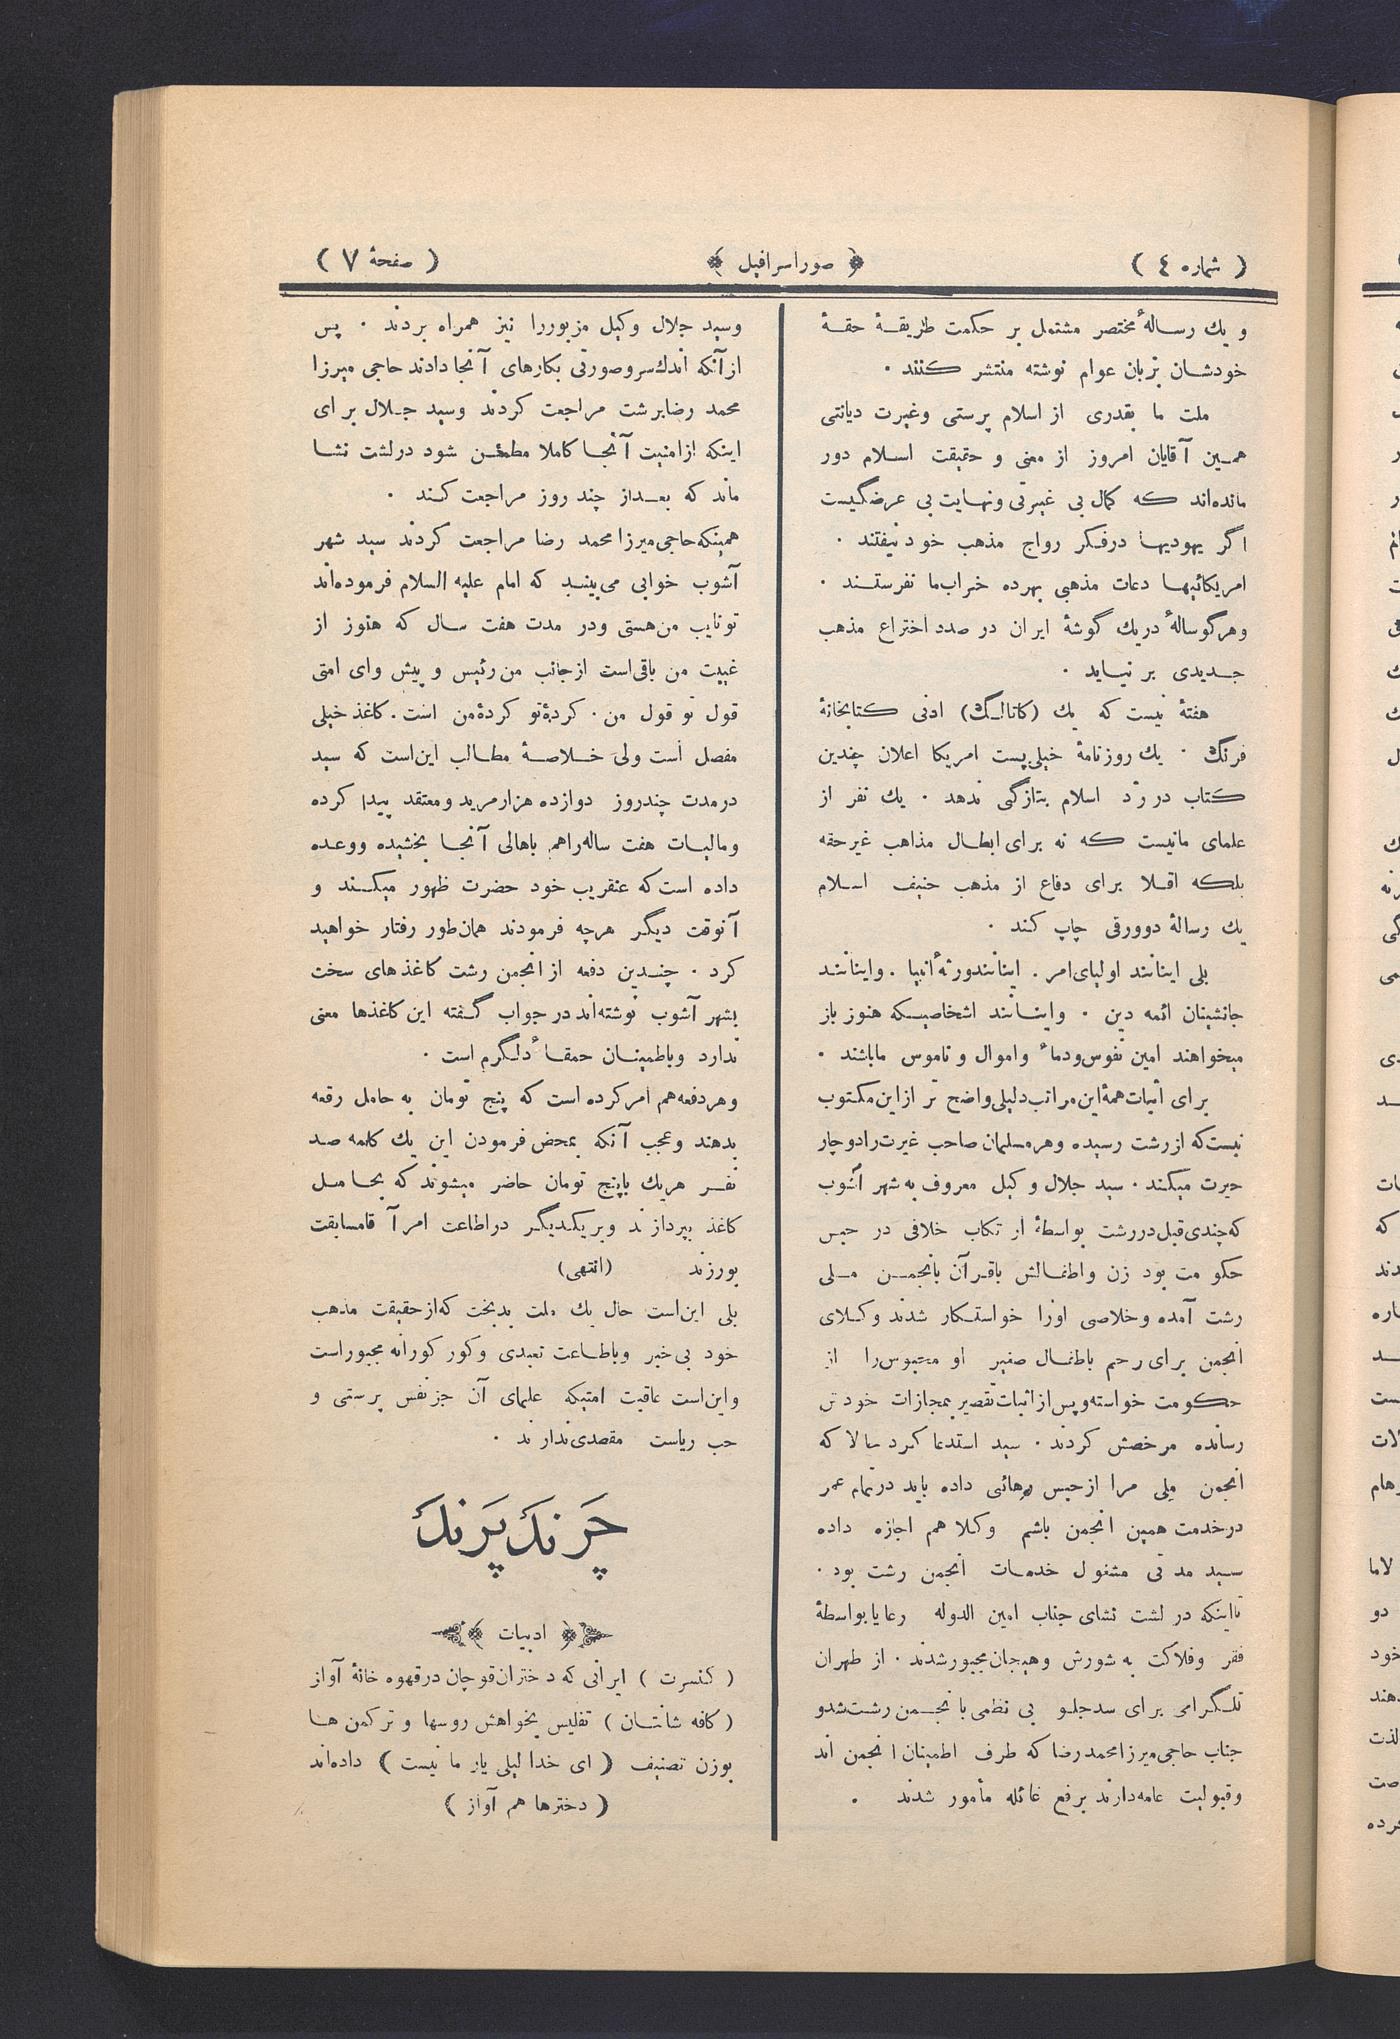 ( شماره ٤ ) ﴿ صوراسرافیل ﴾ ( صفحهٔ ٧ )
و یك رسالهٔ مختصر مشتمل بر حکمت طریقهٔ حقهٔ
خودشان بزبان عوام نوشته منتشر کنند .
ملت ما بقدری از اسلام پرستی وغیرت دیانتی
همین آقایان امروز از معنی و حقیقت اسلام دور
مانده‌اند که کمال بی غیرتی ونهایت بی عرضگیست
اگر یهودیها درفکر رواج مذهب خود نیفتند .
امریکائیها دعات مذهبی بهرده خراب‌ما نفرستند .
وهرگوسالهٔ دریك گوشهٔ ایران در صدد اختراع مذهب
جدیدی بر نیاید .
هفتهٔ نیست که یك (کاتالگ) ادنی کتابخانهٔ
فرنگ . یك روزنامهٔ خیلی‌پست امریکا اعلان چندین
کتاب در رد اسلام بتازگی ندهد . یك نفر از
علمای مانیست که نه برای ابطال مذاهب غیرحقه
بلکه اقلا برای دفاع از مذهب حنیف اسلام
یك رسالهٔ دوورقی چاپ کند .
بلی اینانند اولیای‌امر . اینانندورثهٔ‌انبیا . واینانند
جانشینان ائمه دین . واینانند اشخاصیکه هنوز باز
میخواهند امین نفوس‌ودماء واموال و ناموس ماباشند .
برای اثبات‌همهٔ‌این‌مراتب‌دلیلی‌واضح تر ازاین‌مکتوب
نیست‌که ازرشت رسیده وهرمسلمان صاحب غیرت‌رادوچار
حیرت میکند . سید جلال وکیل معروف به شهر آشوب
که‌چندی‌قبل‌دررشت بواسطهٔ ارتکاب خلافی در حبس
حکومت بود زن واطفالش باقرآن بانجمن ملی
رشت آمده وخلاصی اورا خواستکار شدند وکلای
انجمن برای رحم باطفال صغیر او محبوس‌را از
حکومت خواسته‌وپس‌ازاثبات‌تقصیر بمجازات خودش
رسانده مرخصش کردند . سید استدعا کرد حالا که
انجمن ملی مرا ازحبس رهائی داده باید درتمام عمر
درخدمت همین انجمن باشم وکلا هم اجازه داده
سید مدتی مشغول خدمات انجمن رشت بود .
تااینکه در لشت نشای جناب امین الدوله رعایا بواسطهٔ
فقر وفلاکت به شورش وهیجان‌مجبورشدند . از طهران
تلگرامی برای سدجلو بی نظمی بانجمن رشت‌شدو
جناب حاجی‌میرزامحمدرضا که طرف اطمینان انجمن اند
وقبولیت عامه‌دارند برفع غائله مأمور شدند .
وسید جلال وکیل مزبوررا نیز همراه بردند . پس
ازآنکه اندك‌سروصورتی بکارهای آنجا دادند حاجی میرزا
محمد رضابرشت مراجعت کردند وسید جلال برای
اینکه ازامنیت آنجا کاملا مطمئن شود درلشت نشا
ماند که بعداز چند روز مراجعت کند .
همینکه‌حاجی‌میرزامحمد رضا مراجعت کردند سید شهر
آشوب خوابی می‌بیند که امام علیه السلام فرموده‌اند
تونایب من‌هستی ودر مدت هفت سال که هنوز از
غیبت من باقی‌است ازجانب من‌رئیس و پیش وای امتی
قول تو قول من . کردهٔ‌تو کردهٔ‌من است . کاغذ خیلی
مفصل است ولی خلاصهٔ مطالب این‌است که سید
درمدت چندروز دوازده هزارمرید ومعتقد پیدا کرده
ومالیات هفت ساله‌راهم باهالی آنجا بخشیده ووعده
داده است‌که عنقریب خود حضرت ظهور میکند و
آنوقت دیگر هرچه فرمودند همان‌طور رفتار خواهید
کرد . چندین دفعه از انجمن رشت کاغذهای سخت
بشهر آشوب نوشته‌اند در جواب گفته این کاغذها معنی
ندارد وباطمینان حمقاء دلگرم است .
وهردفعه‌هم امرکرده است که پنج تومان به حامل رقعه
بدهند وعجب آنکه بمحض فرمودن این یك کلمه صد
نفر هریك باپنج تومان حاضر میشوند که بحامل
کاغذ بپردازند وبریکدیگر دراطاعت امرآقامسابقت
بورزند (انتهی)
بلی این‌است حال یك ملت بدبخت که‌ازحقیقت مذهب
خود بی‌خبر وباطاعت تعبدی وکور کورانه مجبوراست
واین‌است عاقبت امتیکه علمای آن جزنفس پرستی و
حب ریاست مقصدی‌ندارند .
چَرَندَ پَرَند
﴿ ادبیات ﴾
( کنسرت ) ایرانی که دختران‌قوچان درقهوه خانهٔ آواز
( کافه شانتان ) تفلیس بخواهش روسها و ترکمن ها
بوزن تصنیف ( ای خدا لیلی یار ما نیست ) داده‌اند
( دخترها هم آواز )